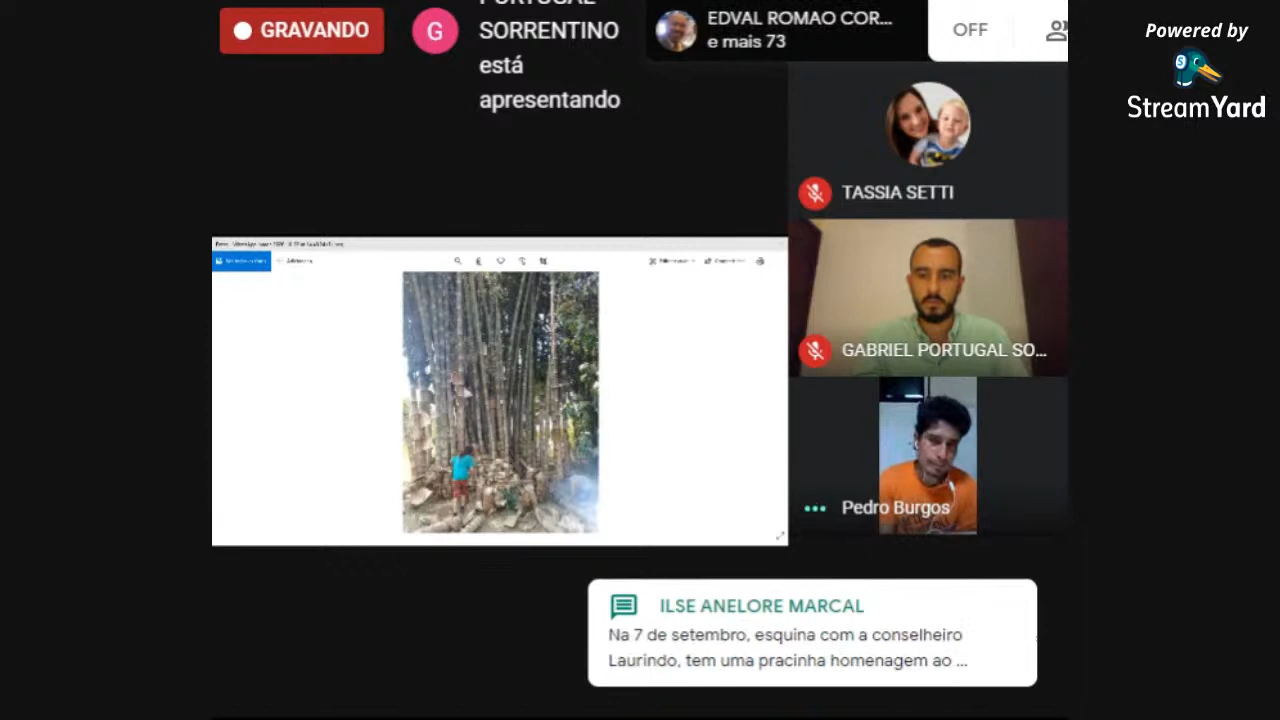 GRAVANDO
G
PORTUGAL
SORRENTINO
está
apresentando
EDVAL ROMAO COR...
e mais 73
OFF
Powered by
StreamYard
TASSIA SETTI
GABRIEL PORTUGAL SO...
Pedro Burgos
ILSE ANELORE MARCAL
Na 7 de setembro, esquina com a conselheiro
Laurindo, tem uma pracinha homenagem ao ...